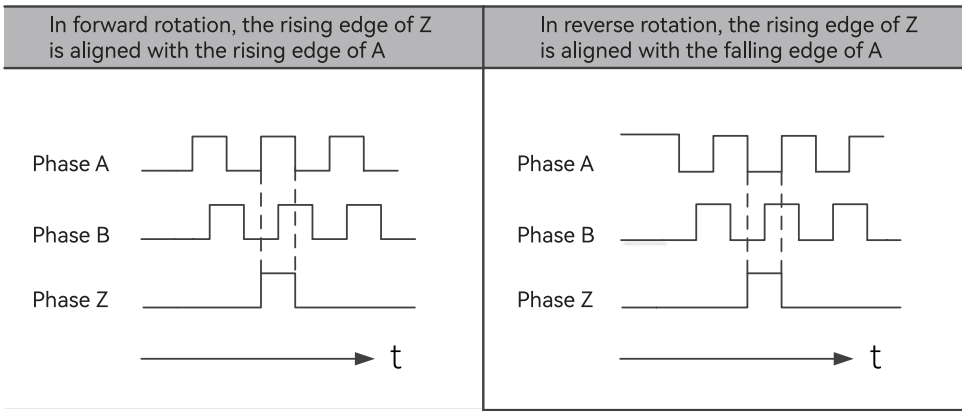 In forward rotation, the rising edge of Z
is aligned with the rising edge of A
In reverse rotation, the rising edge of Z
is aligned with the falling edge of A
Phase A
Phase B
Phase Z
t
Phase A
Phase B
Phase Z
t